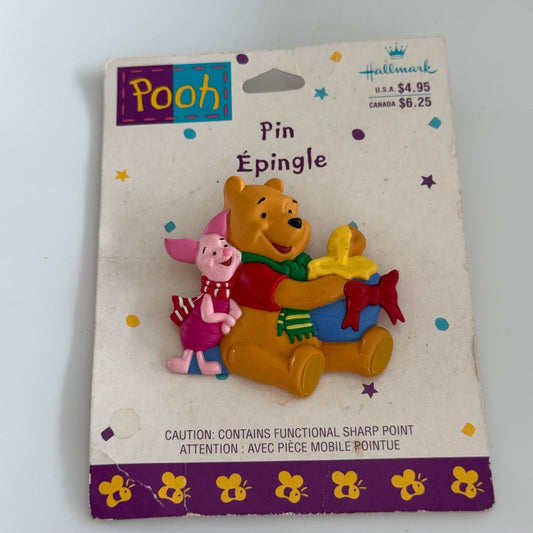 Pooh
Hallmark
U.S.A. $4.95
CANADA $6.25
Pin
Épingle
CAUTION: CONTAINS FUNCTIONAL SHARP POINT
ATTENTION : AVEC PIÈCE MOBILE POINTUE